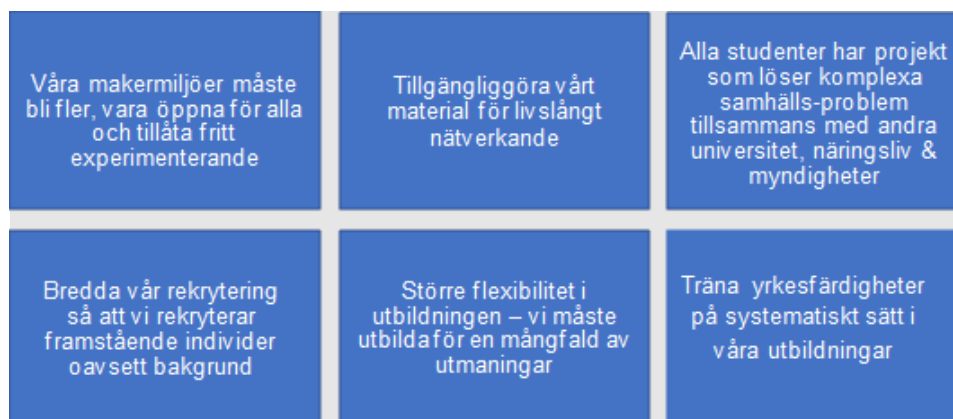 Våra makermiljöer måste
bli fler, vara öppna för alla
och tillåta fritt
experimenterande
Tillgängliggöra vårt
material för livslångt
nätverkande
Alla studenter har projekt
som löser komplexa
samhälls-problem
tillsammans med andra
universitet, näringsliv &
myndigheter
Bredda vår rekrytering
så att vi rekryterar
framstående individer
oavsett bakgrund
Större flexibilitet i
utbildningen – vi måste
utbilda för en mångfald av
utmaningar
Träna yrkesfärdigheter
på systematiskt sätt i
våra utbildningar